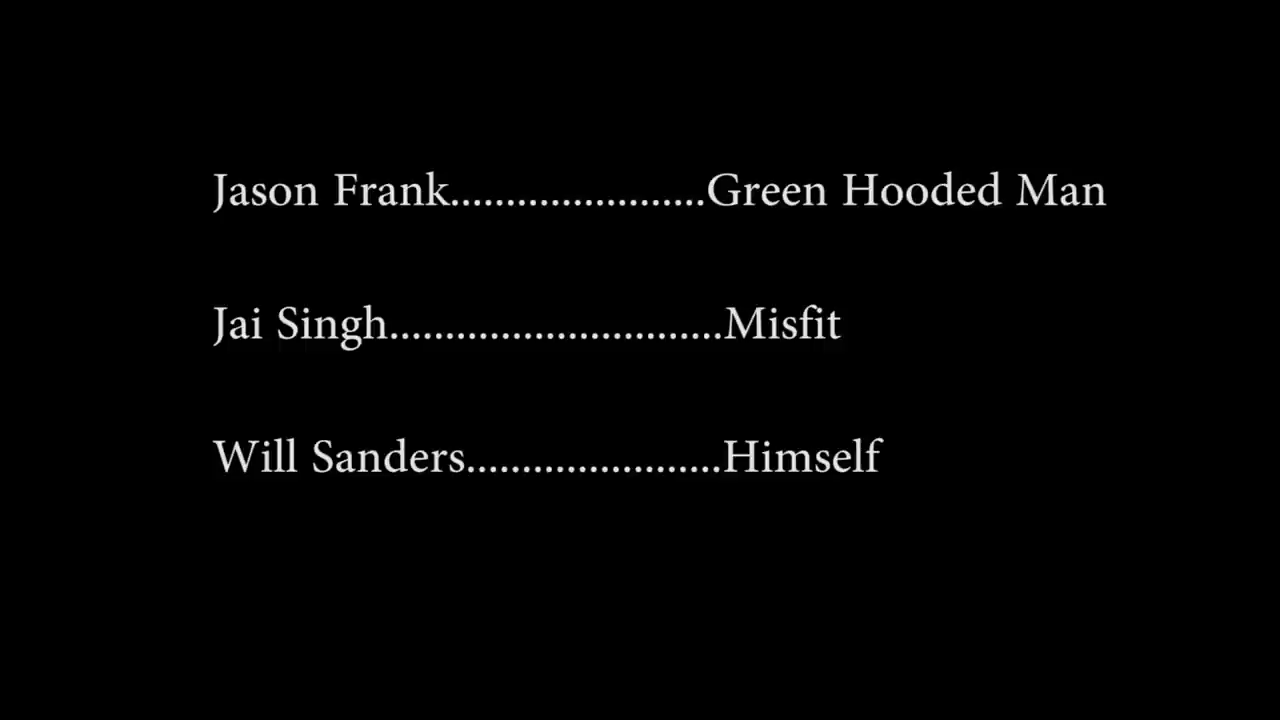 Jason Frank.......................Green Hooded Man
Jai Singh..............................Misfit
Will Sanders.......................Himself